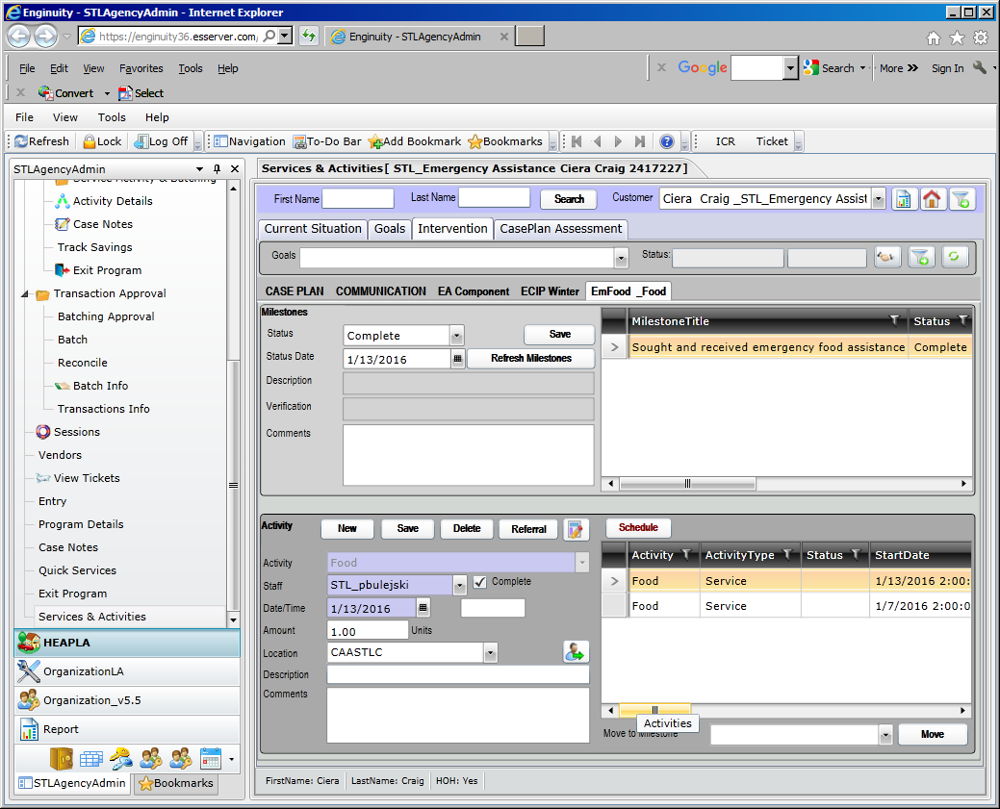 Enginuity - STLAgencyAdmin - Internet Explorer
https://enginuity36.esserver.com/
Enginuity - STLAgencyAdmin
File Edit View Favorites Tools Help
x Google Search More >> Sign In
x Convert Select
File View Tools Help
Refresh Lock Log Off Navigation To-Do Bar Add Bookmark Bookmarks ? ICR Ticket
STLAgencyAdmin
Service Activity & Batching
Activity Details
Case Notes
Track Savings
Exit Program
Transaction Approval
Batching Approval
Batch
Reconcile
Batch Info
Transactions Info
Sessions
Vendors
View Tickets
Entry
Program Details
Case Notes
Quick Services
Exit Program
Services & Activities
HEAPLA
OrganizationLA
Organization_v5.5
Report
STLAgencyAdmin Bookmarks
Services & Activities[ STL_Emergency Assistance Ciera Craig 2417227]
First Name Last Name Search Customer Ciera Craig _STL_Emergency Assist
Current Situation Goals Intervention CasePlan Assessment
Goals Status:
CASE PLAN COMMUNICATION EA Component ECIP Winter EmFood _Food
Milestones
Status Complete Save
Status Date 1/13/2016 Refresh Milestones
Description
Verification
Comments
MilestoneTitle Status
Sought and received emergency food assistance Complete
Activity New Save Delete Referral Schedule
Activity Food
Staff STL_pbulejski Complete
Date/Time 1/13/2016
Amount 1.00 Units
Location CAASTLC
Description
Comments
Activity ActivityType Status StartDate
Food Service 1/13/2016 2:00:
Food Service 1/7/2016 2:00:0
Activities
Move to Milestone Move
FirstName: Ciera LastName: Craig HOH: Yes